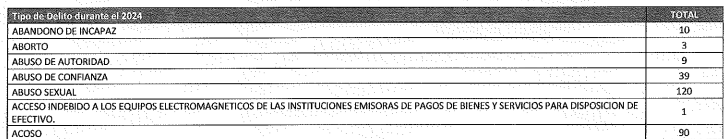 Tipo de Delito durante el 2024 TOTAL
ABANDONO DE INCAPAZ 10
ABORTO 3
ABUSO DE AUTORIDAD 9
ABUSO DE CONFIANZA 39
ABUSO SEXUAL 120
ACCESO INDEBIDO A LOS EQUIPOS ELECTROMAGNETICOS DE LAS INSTITUCIONES EMISORAS DE PAGOS DE BIENES Y SERVICIOS PARA DISPOSICION DE
EFECTIVO. 1
ACOSO 90